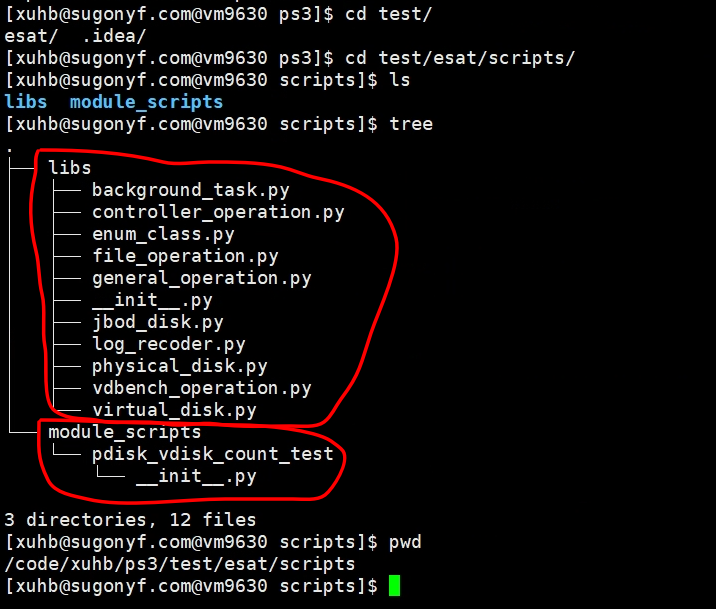 [xuhb@sugonyf.com@vm9630 ps3]$ cd test/
esat/  .idea/
[xuhb@sugonyf.com@vm9630 ps3]$ cd test/esat/scripts/
[xuhb@sugonyf.com@vm9630 scripts]$ ls
libs  module_scripts
[xuhb@sugonyf.com@vm9630 scripts]$ tree
.
├── libs
│   ├── background_task.py
│   ├── controller_operation.py
│   ├── enum_class.py
│   ├── file_operation.py
│   ├── general_operation.py
│   ├── __init__.py
│   ├── jbod_disk.py
│   ├── log_recoder.py
│   ├── physical_disk.py
│   ├── vdbench_operation.py
│   └── virtual_disk.py
└── module_scripts
    └── pdisk_vdisk_count_test
        └── __init__.py
3 directories, 12 files
[xuhb@sugonyf.com@vm9630 scripts]$ pwd
/code/xuhb/ps3/test/esat/scripts
[xuhb@sugonyf.com@vm9630 scripts]$